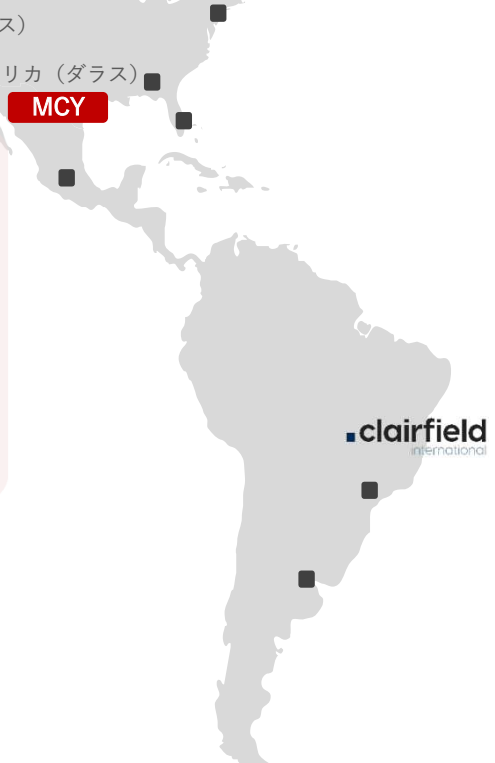 ス）
リカ（ダラス）
MCY
clairfield
international